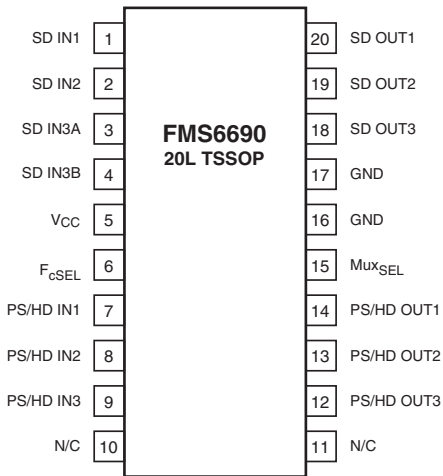 SD IN1 1 20 SD OUT1
SD IN2 2 19 SD OUT2
SD IN3A 3 FMS6690 18 SD OUT3
20L TSSOP
SD IN3B 4 17 GND
VCC 5 16 GND
FcSEL 6 15 MuxSEL
PS/HD IN1 7 14 PS/HD OUT1
PS/HD IN2 8 13 PS/HD OUT2
PS/HD IN3 9 12 PS/HD OUT3
N/C 10 11 N/C